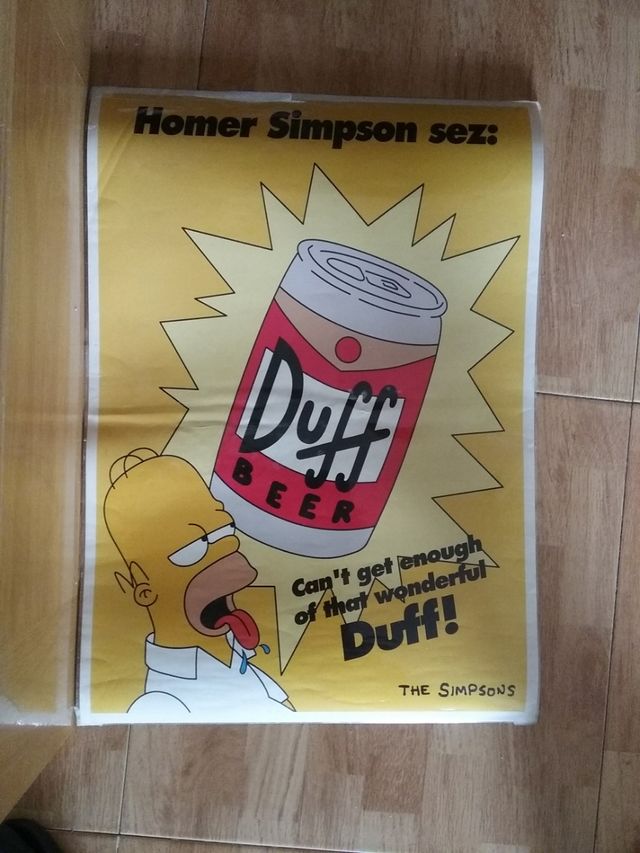 Homer Simpson sez:
Duff
BEER
Can't get enough
of that wonderful
Duff!
THE SIMPSONS